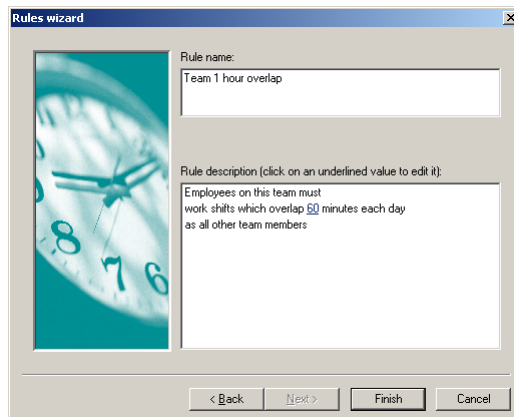 Rules wizard
Rule name:
Team 1 hour overlap
Rule description (click on an underlined value to edit it):
Employees on this team must
work shifts which overlap 60 minutes each day
as all other team members
8
7
6
< Back
Next >
Finish
Cancel